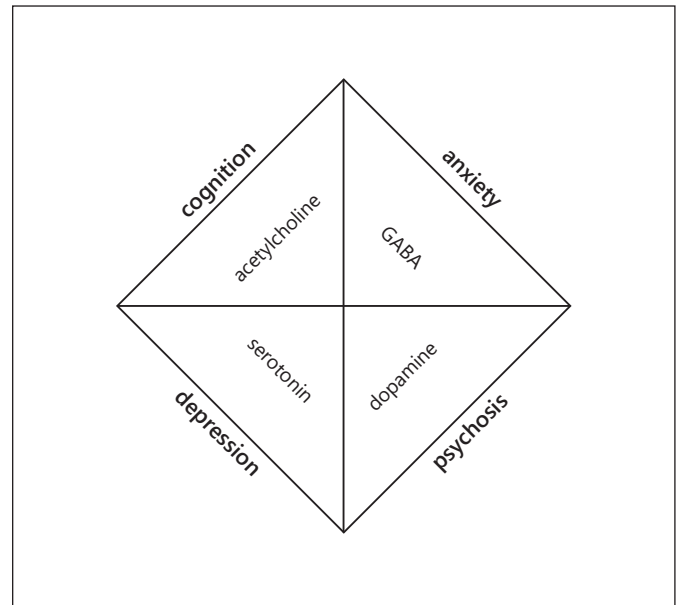 cognition
anxiety
acetylcholine
GABA
serotonin
dopamine
depression
psychosis